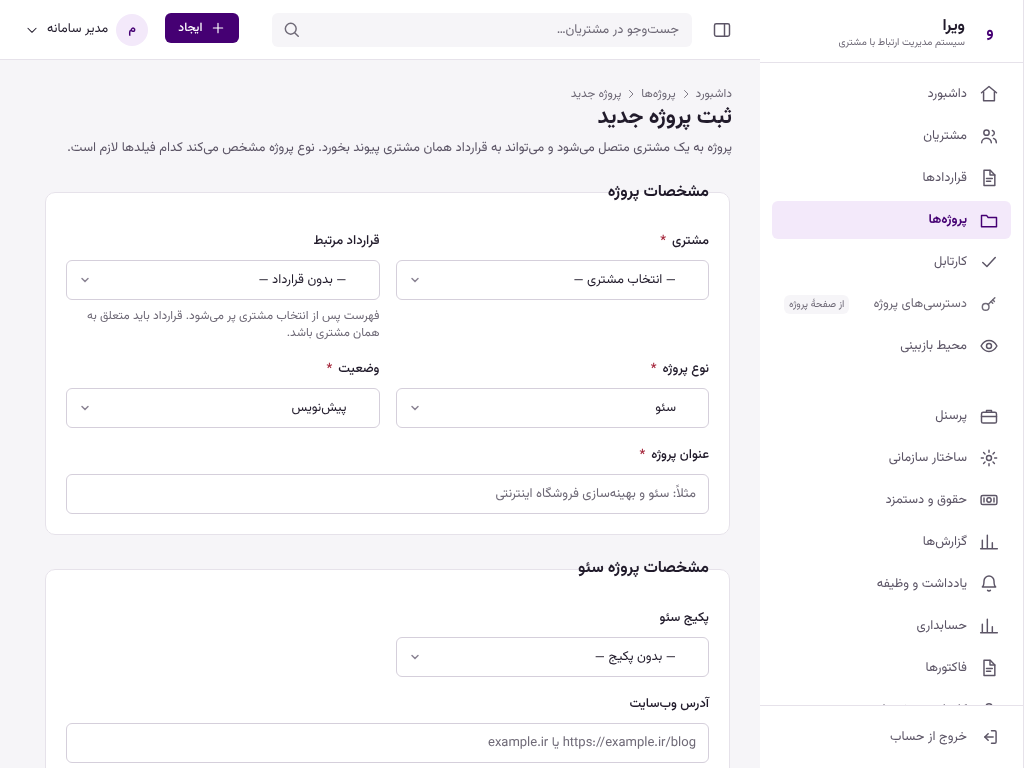 و
ویرا
سیستم مدیریت ارتباط با مشتری
داشبورد
مشتریان
قراردادها
پروژه‌ها
کارتابل
دسترسی‌های پروژه
از صفحهٔ پروژه
محیط بازبینی
پرسنل
ساختار سازمانی
حقوق و دستمزد
گزارش‌ها
یادداشت و وظیفه
حسابداری
فاکتورها
خروج از حساب
جست‌وجو در مشتریان...
ایجاد
م
مدیر سامانه
داشبورد
پروژه‌ها
پروژه جدید
ثبت پروژه جدید
پروژه به یک مشتری متصل می‌شود و می‌تواند به قرارداد همان مشتری پیوند بخورد. نوع پروژه مشخص می‌کند کدام فیلدها لازم است.
مشخصات پروژه
مشتری *
— انتخاب مشتری —
قرارداد مرتبط
— بدون قرارداد —
فهرست پس از انتخاب مشتری پر می‌شود. قرارداد باید متعلق به
همان مشتری باشد.
نوع پروژه *
سئو
وضعیت *
پیش‌نویس
عنوان پروژه *
مثلاً: سئو و بهینه‌سازی فروشگاه اینترنتی
مشخصات پروژه سئو
پکیج سئو
— بدون پکیج —
آدرس وب‌سایت
https://example.ir/blog یا example.ir